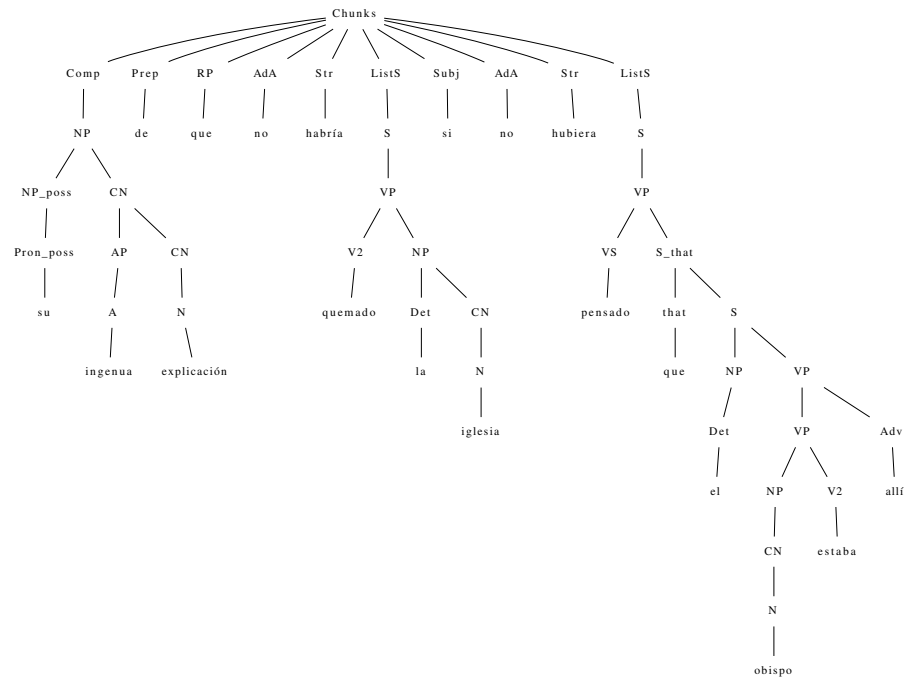 Chunks
Comp Prep RP AdA Str ListS Subj AdA Str ListS
NP de que no habría S si no hubiera S
NP_poss CN VP VP
Pron_poss AP CN V2 NP VS S_that
su A N quemado Det CN pensado that S
ingenua explicación la N que NP VP
iglesia Det VP Adv
el NP V2 allí
CN estaba
N
obispo